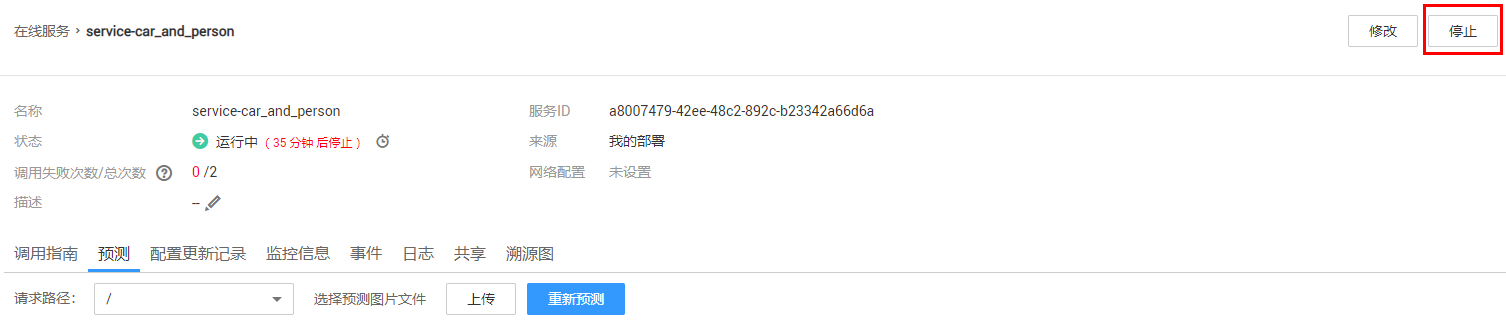 在线服务 › service-car_and_person 修改 停止
名称 service-car_and_person 服务ID a8007479-42ee-48c2-892c-b23342a66d6a
状态 运行中 ( 35 分钟 后停止 ) 来源 我的部署
调用失败次数/总次数 ? 0 /2 网络配置 未设置
描述 --
调用指南 预测 配置更新记录 监控信息 事件 日志 共享 溯源图
请求路径： / 选择预测图片文件 上传 重新预测